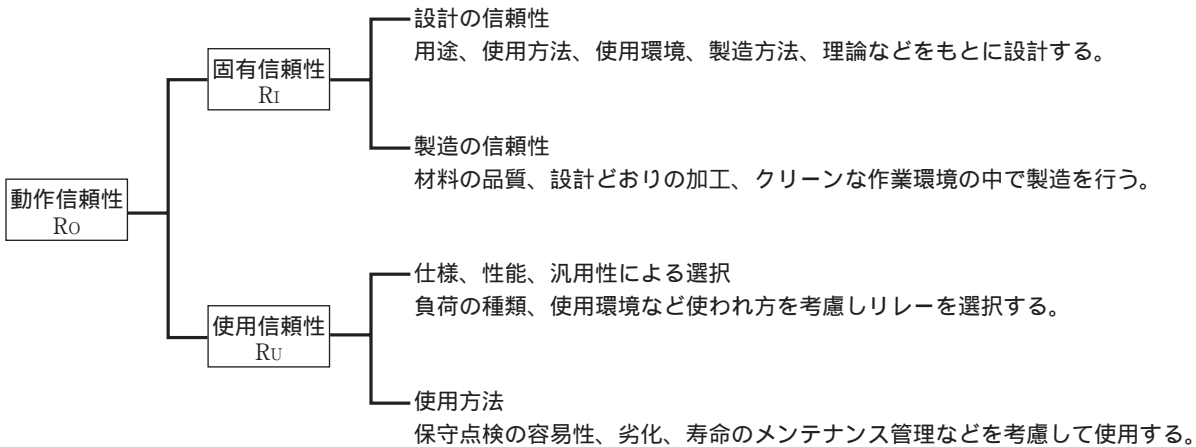 設計の信頼性
用途、使用方法、使用環境、製造方法、理論などをもとに設計する。
固有信頼性
RI
製造の信頼性
材料の品質、設計どおりの加工、クリーンな作業環境の中で製造を行う。
動作信頼性
RO
仕様、性能、汎用性による選択
負荷の種類、使用環境など使われ方を考慮しリレーを選択する。
使用信頼性
RU
使用方法
保守点検の容易性、劣化、寿命のメンテナンス管理などを考慮して使用する。